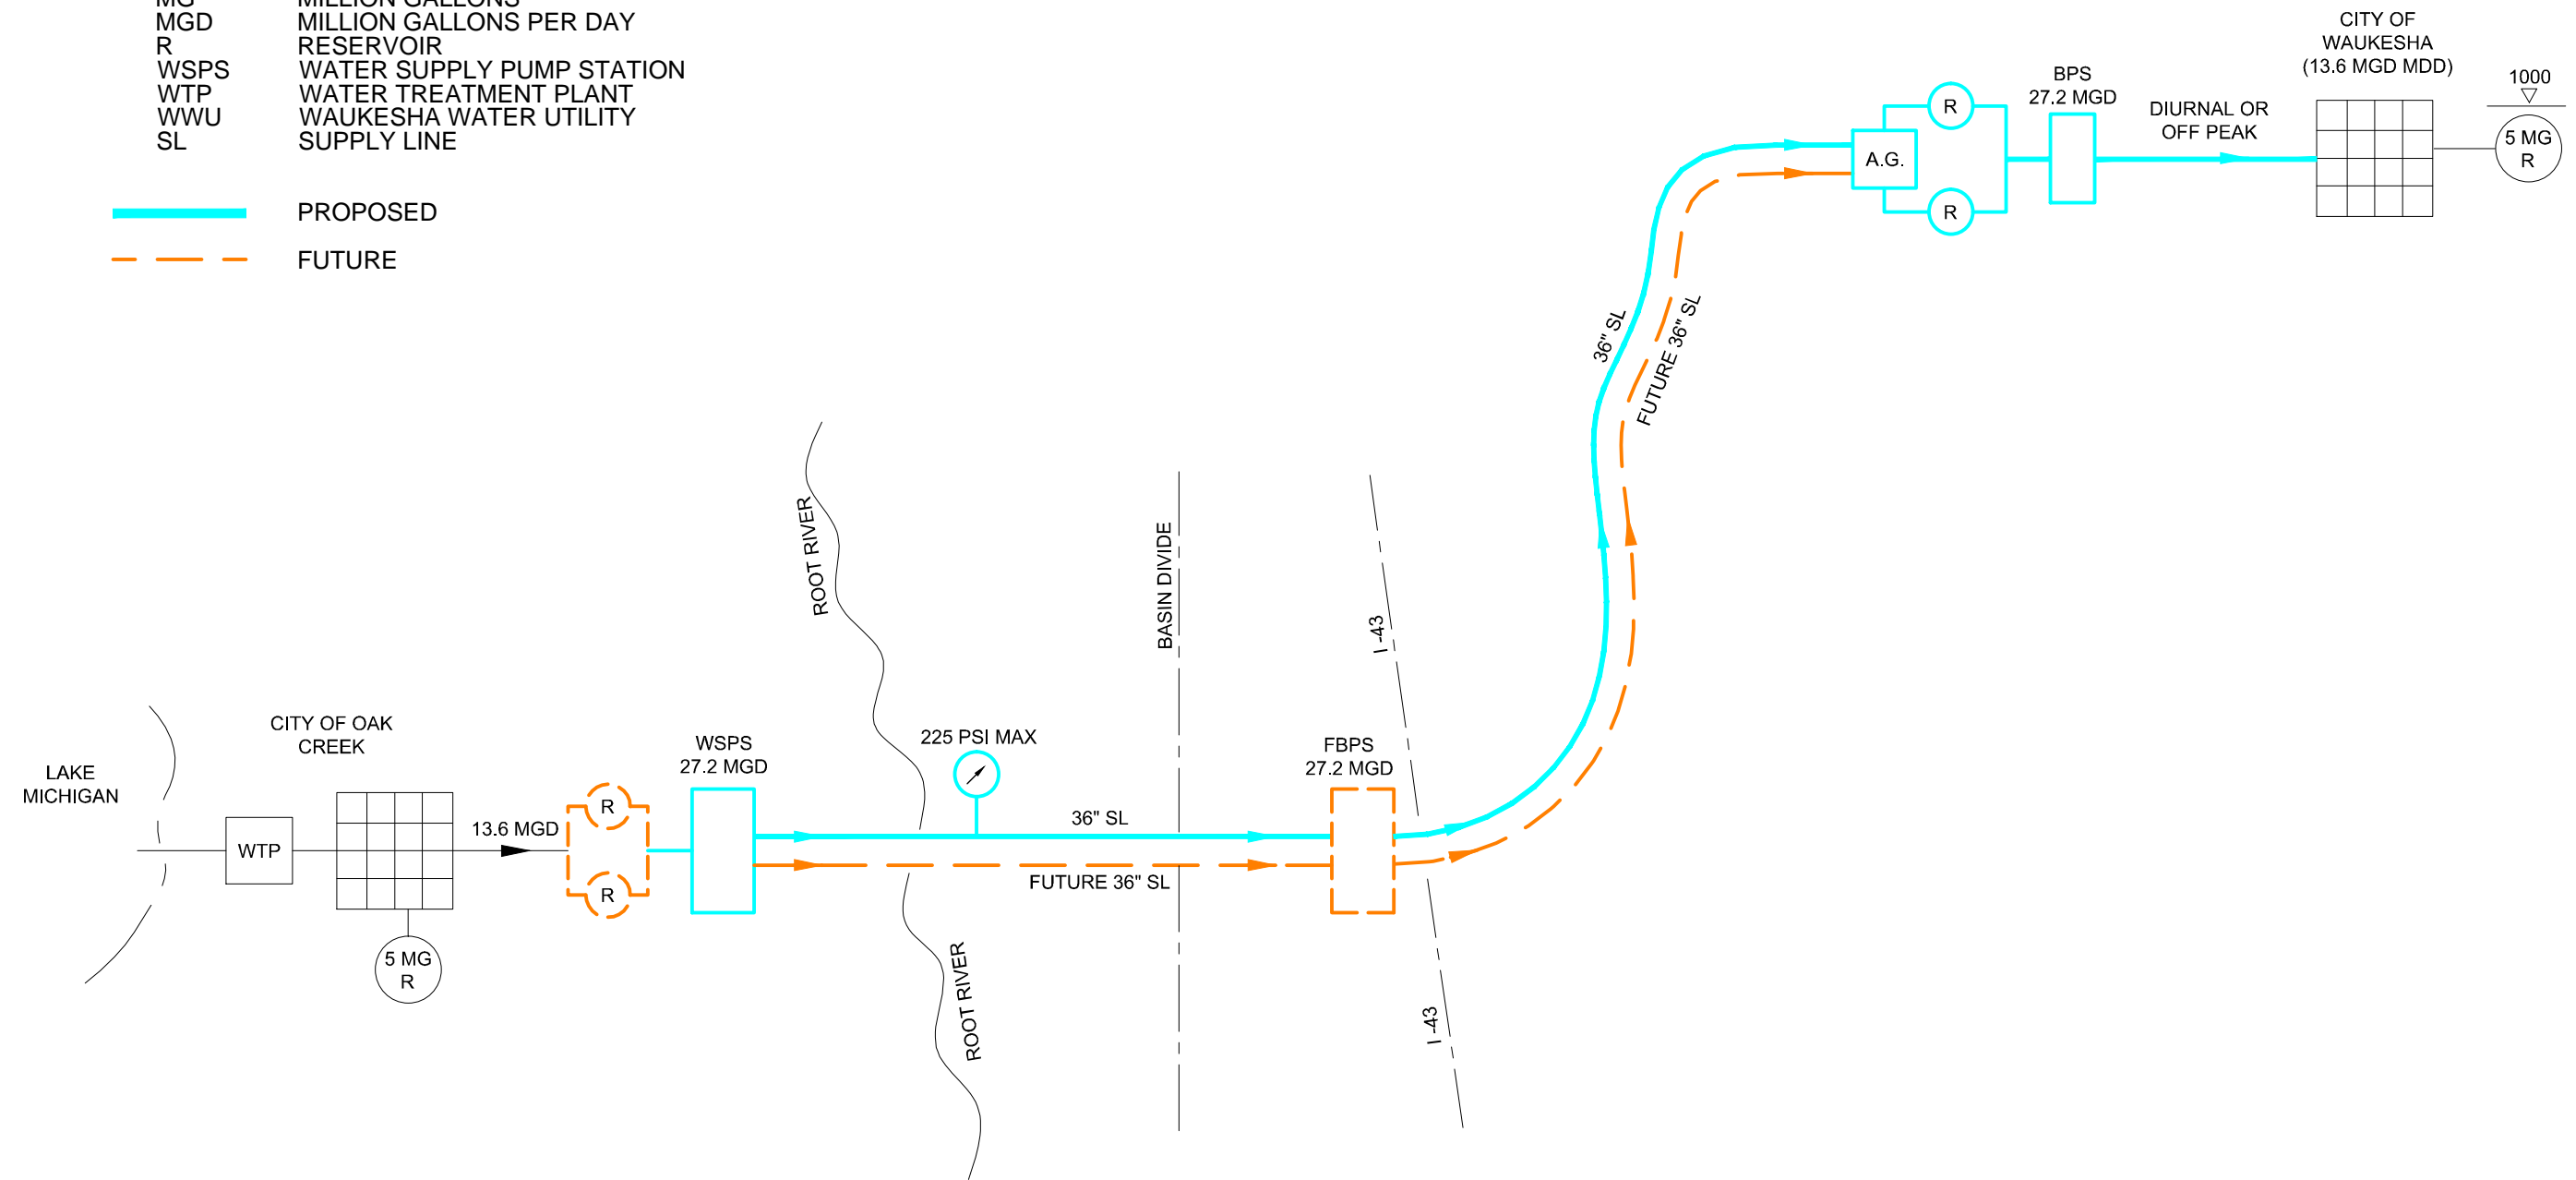 MG MILLION GALLONS
MGD MILLION GALLONS PER DAY
R RESERVOIR
WSPS WATER SUPPLY PUMP STATION
WTP WATER TREATMENT PLANT
WWU WAUKESHA WATER UTILITY
SL SUPPLY LINE
PROPOSED
FUTURE
CITY OF
WAUKESHA
(13.6 MGD MDD)
1000
5 MG
R
BPS
27.2 MGD
DIURNAL OR
OFF PEAK
R
A.G.
R
36" SL
FUTURE 36" SL
ROOT RIVER
BASIN DIVIDE
I -43
LAKE
MICHIGAN
CITY OF OAK
CREEK
WTP
13.6 MGD
5 MG
R
R
R
WSPS
27.2 MGD
225 PSI MAX
36" SL
FUTURE 36" SL
FBPS
27.2 MGD
ROOT RIVER
I -43